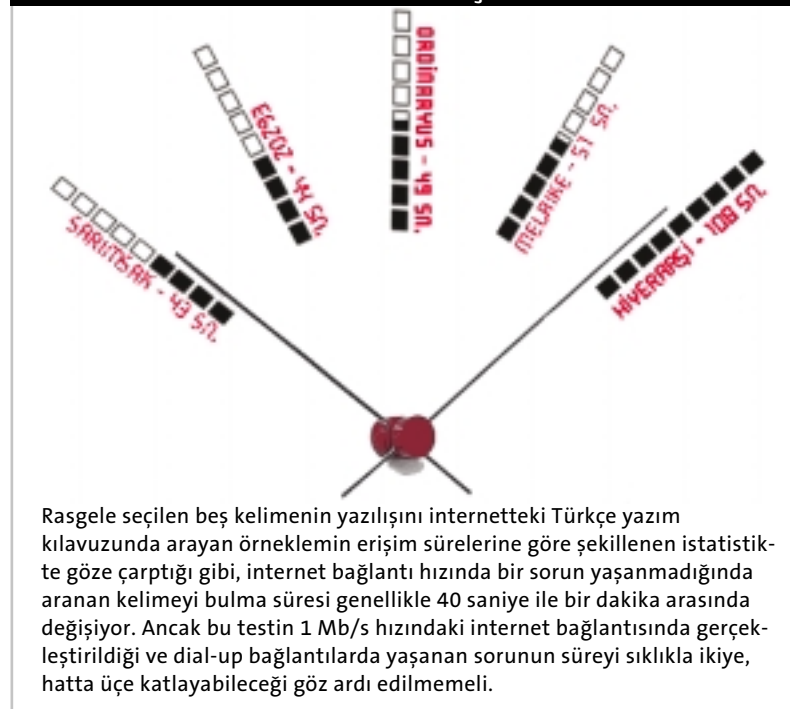 SARIMSAK - 43 SN.
EGZOZ - 44 SN.
ORDİNARYUS - 49 SN.
MELAİKE - 51 SN.
HİYERARŞİ - 108 SN.
Rasgele seçilen beş kelimenin yazılışını internetteki Türkçe yazım
kılavuzunda arayan örneklemin erişim sürelerine göre şekillenen istatistik-
te göze çarptığı gibi, internet bağlantı hızında bir sorun yaşanmadığında
aranan kelimeyi bulma süresi genellikle 40 saniye ile bir dakika arasında
değişiyor. Ancak bu testin 1 Mb/s hızındaki internet bağlantısında gerçek-
leştirildiği ve dial-up bağlantılarda yaşanan sorunun süreyi sıklıkla ikiye,
hatta üçe katlayabileceği göz ardı edilmemeli.